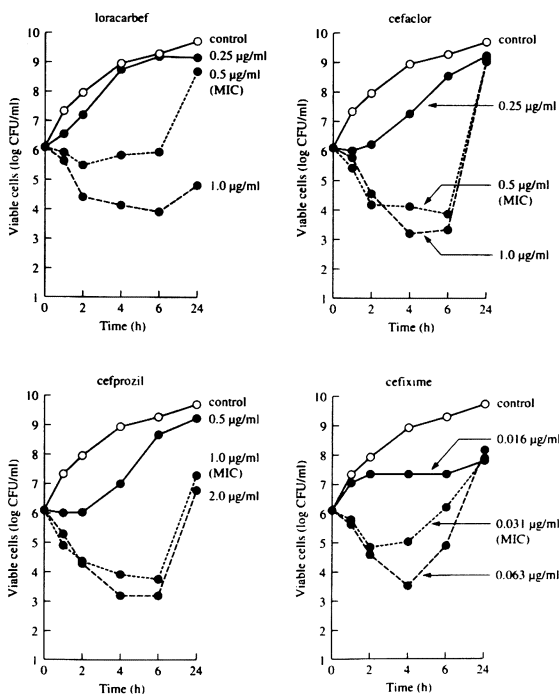 loracarbef
Viable cells (log CFU/ml)
10
9
8
7
6
5
4
3
2
1
control
0.25 µg/ml
0.5 µg/ml
(MIC)
1.0 µg/ml
0 2 4 6 24
Time (h)
cefaclor
Viable cells (log CFU/ml)
10
9
8
7
6
5
4
3
2
1
control
0.25 µg/ml
0.5 µg/ml
(MIC)
1.0 µg/ml
0 2 4 6 24
Time (h)
cefprozil
Viable cells (log CFU/ml)
10
9
8
7
6
5
4
3
2
1
control
0.5 µg/ml
1.0 µg/ml
(MIC)
2.0 µg/ml
0 2 4 6 24
Time (h)
cefixime
Viable cells (log CFU/ml)
10
9
8
7
6
5
4
3
2
1
control
0.016 µg/ml
0.031 µg/ml
(MIC)
0.063 µg/ml
0 2 4 6 24
Time (h)